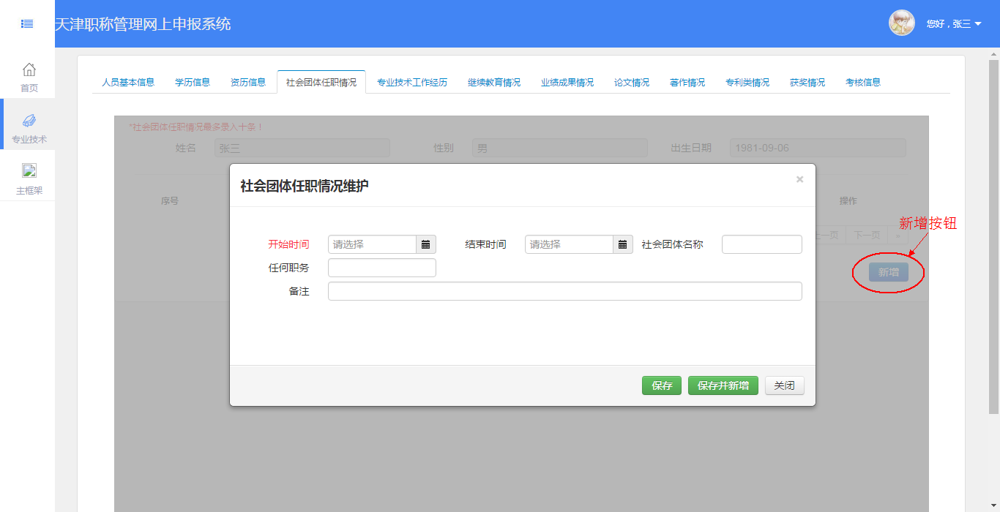 天津职称管理网上申报系统
您好，张三
首页
专业技术
主框架
人员基本信息 学历信息 资历信息 社会团体任职情况 专业技术工作经历 继续教育情况 业绩成果情况 论文情况 著作情况 专利类情况 获奖情况 考核信息
*社会团体任职情况最多录入十条！
姓名 张三 性别 男 出生日期 1981-09-06
社会团体任职情况维护 ×
序号 操作
新增按钮
上一页 下一页 »
开始时间 请选择 结束时间 请选择 社会团体名称
任何职务
新增
备注
保存 保存并新增 关闭